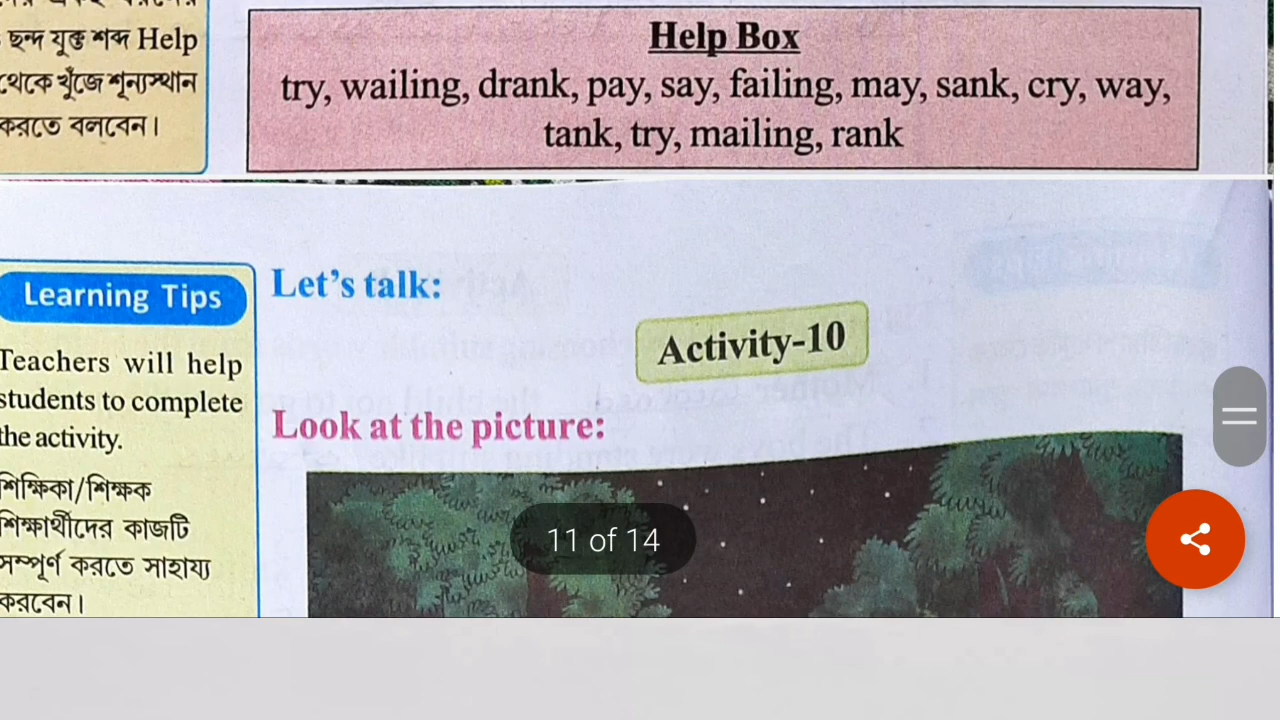 ছন্দ যুক্ত শব্দ Help
থেকে খুঁজে শূন্যস্থান
করতে বলবেন।
Help Box
try, wailing, drank, pay, say, failing, may, sank, cry, way,
tank, try, mailing, rank
Learning Tips
Teachers will help
students to complete
the activity.
শিক্ষিকা/শিক্ষক
শিক্ষার্থীদের কাজটি
সম্পূর্ণ করতে সাহায্য
করবেন।
Let's talk:
Activity-10
Look at the picture:
11 of 14